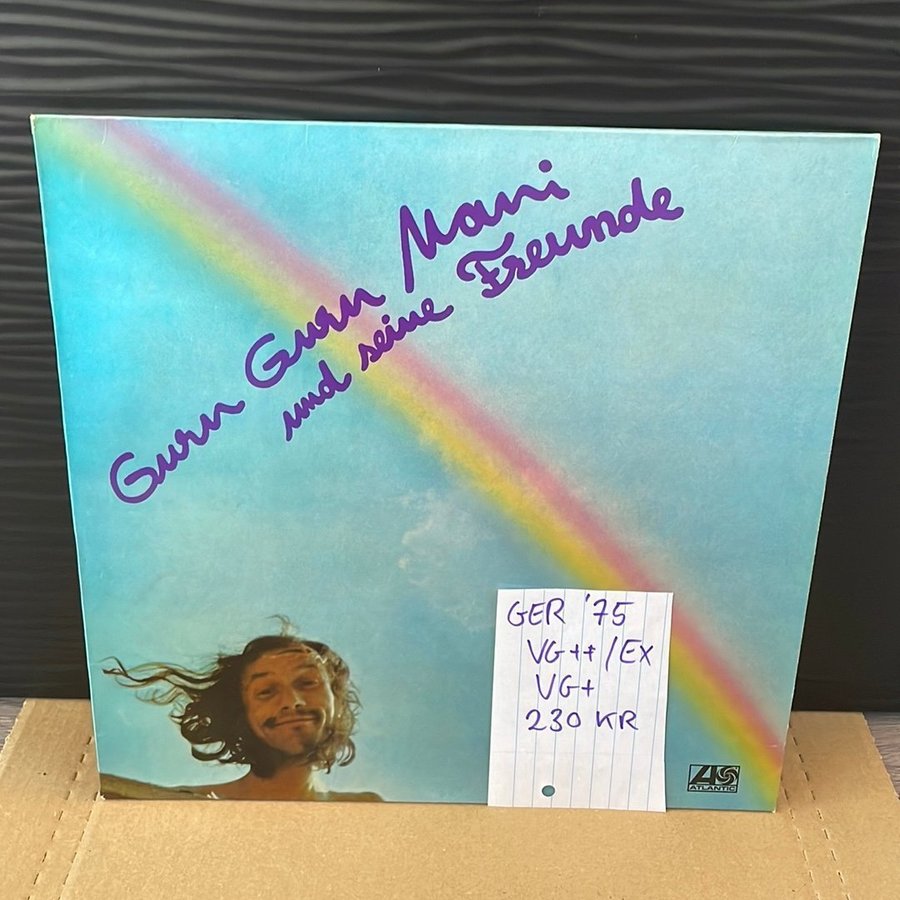 Guru Guru Mani
und seine Freunde
GER '75
VG++/EX
VG+
230 KR
ATLANTIC